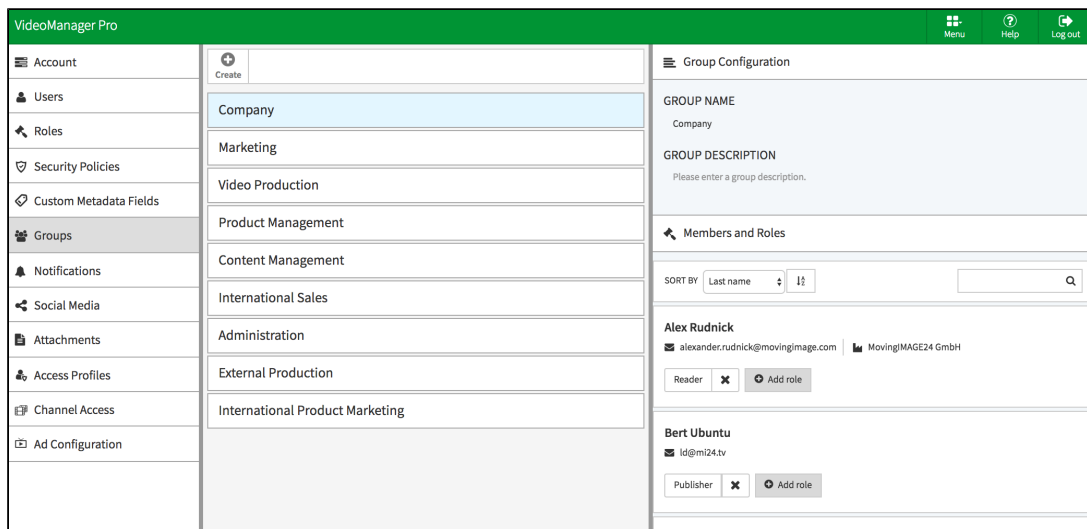 VideoManager Pro
Menu
Help
Log out
Account
Users
Roles
Security Policies
Custom Metadata Fields
Groups
Notifications
Social Media
Attachments
Access Profiles
Channel Access
Ad Configuration
Create
Company
Marketing
Video Production
Product Management
Content Management
International Sales
Administration
External Production
International Product Marketing
Group Configuration
GROUP NAME
Company
GROUP DESCRIPTION
Please enter a group description.
Members and Roles
SORT BY Last name
Alex Rudnick
alexander.rudnick@movingimage.com MovingIMAGE24 GmbH
Reader Add role
Bert Ubuntu
ld@mi24.tv
Publisher Add role